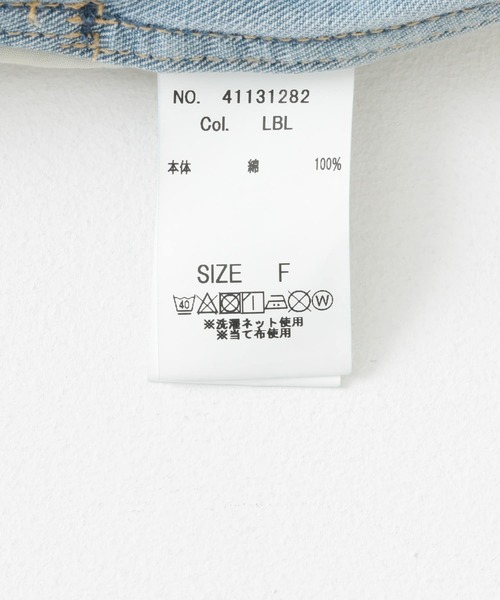 NO. 41131282
Col. LBL
本体 綿 100%
SIZE F
40 W
※洗濯ネット使用
※当て布使用